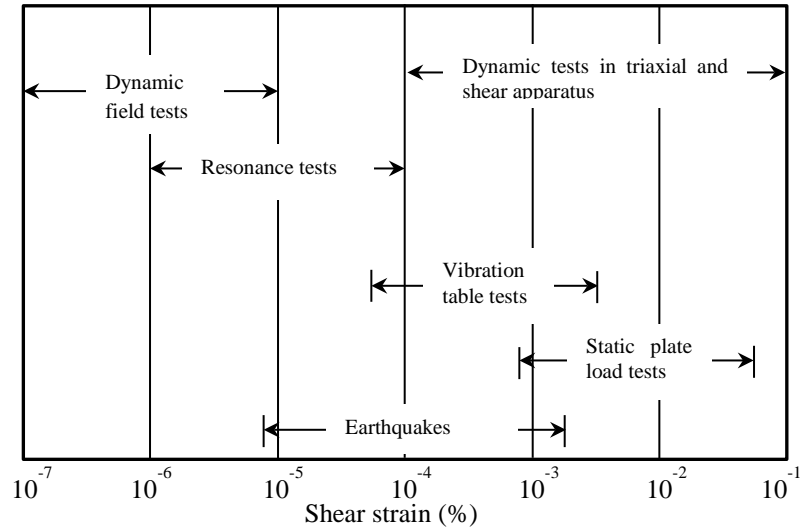 Dynamic
field tests
Dynamic tests in triaxial and
shear apparatus
Resonance tests
Vibration
table tests
Static plate
load tests
Earthquakes
10⁻⁷ 10⁻⁶ 10⁻⁵ 10⁻⁴ 10⁻³ 10⁻² 10⁻¹
Shear strain (%)